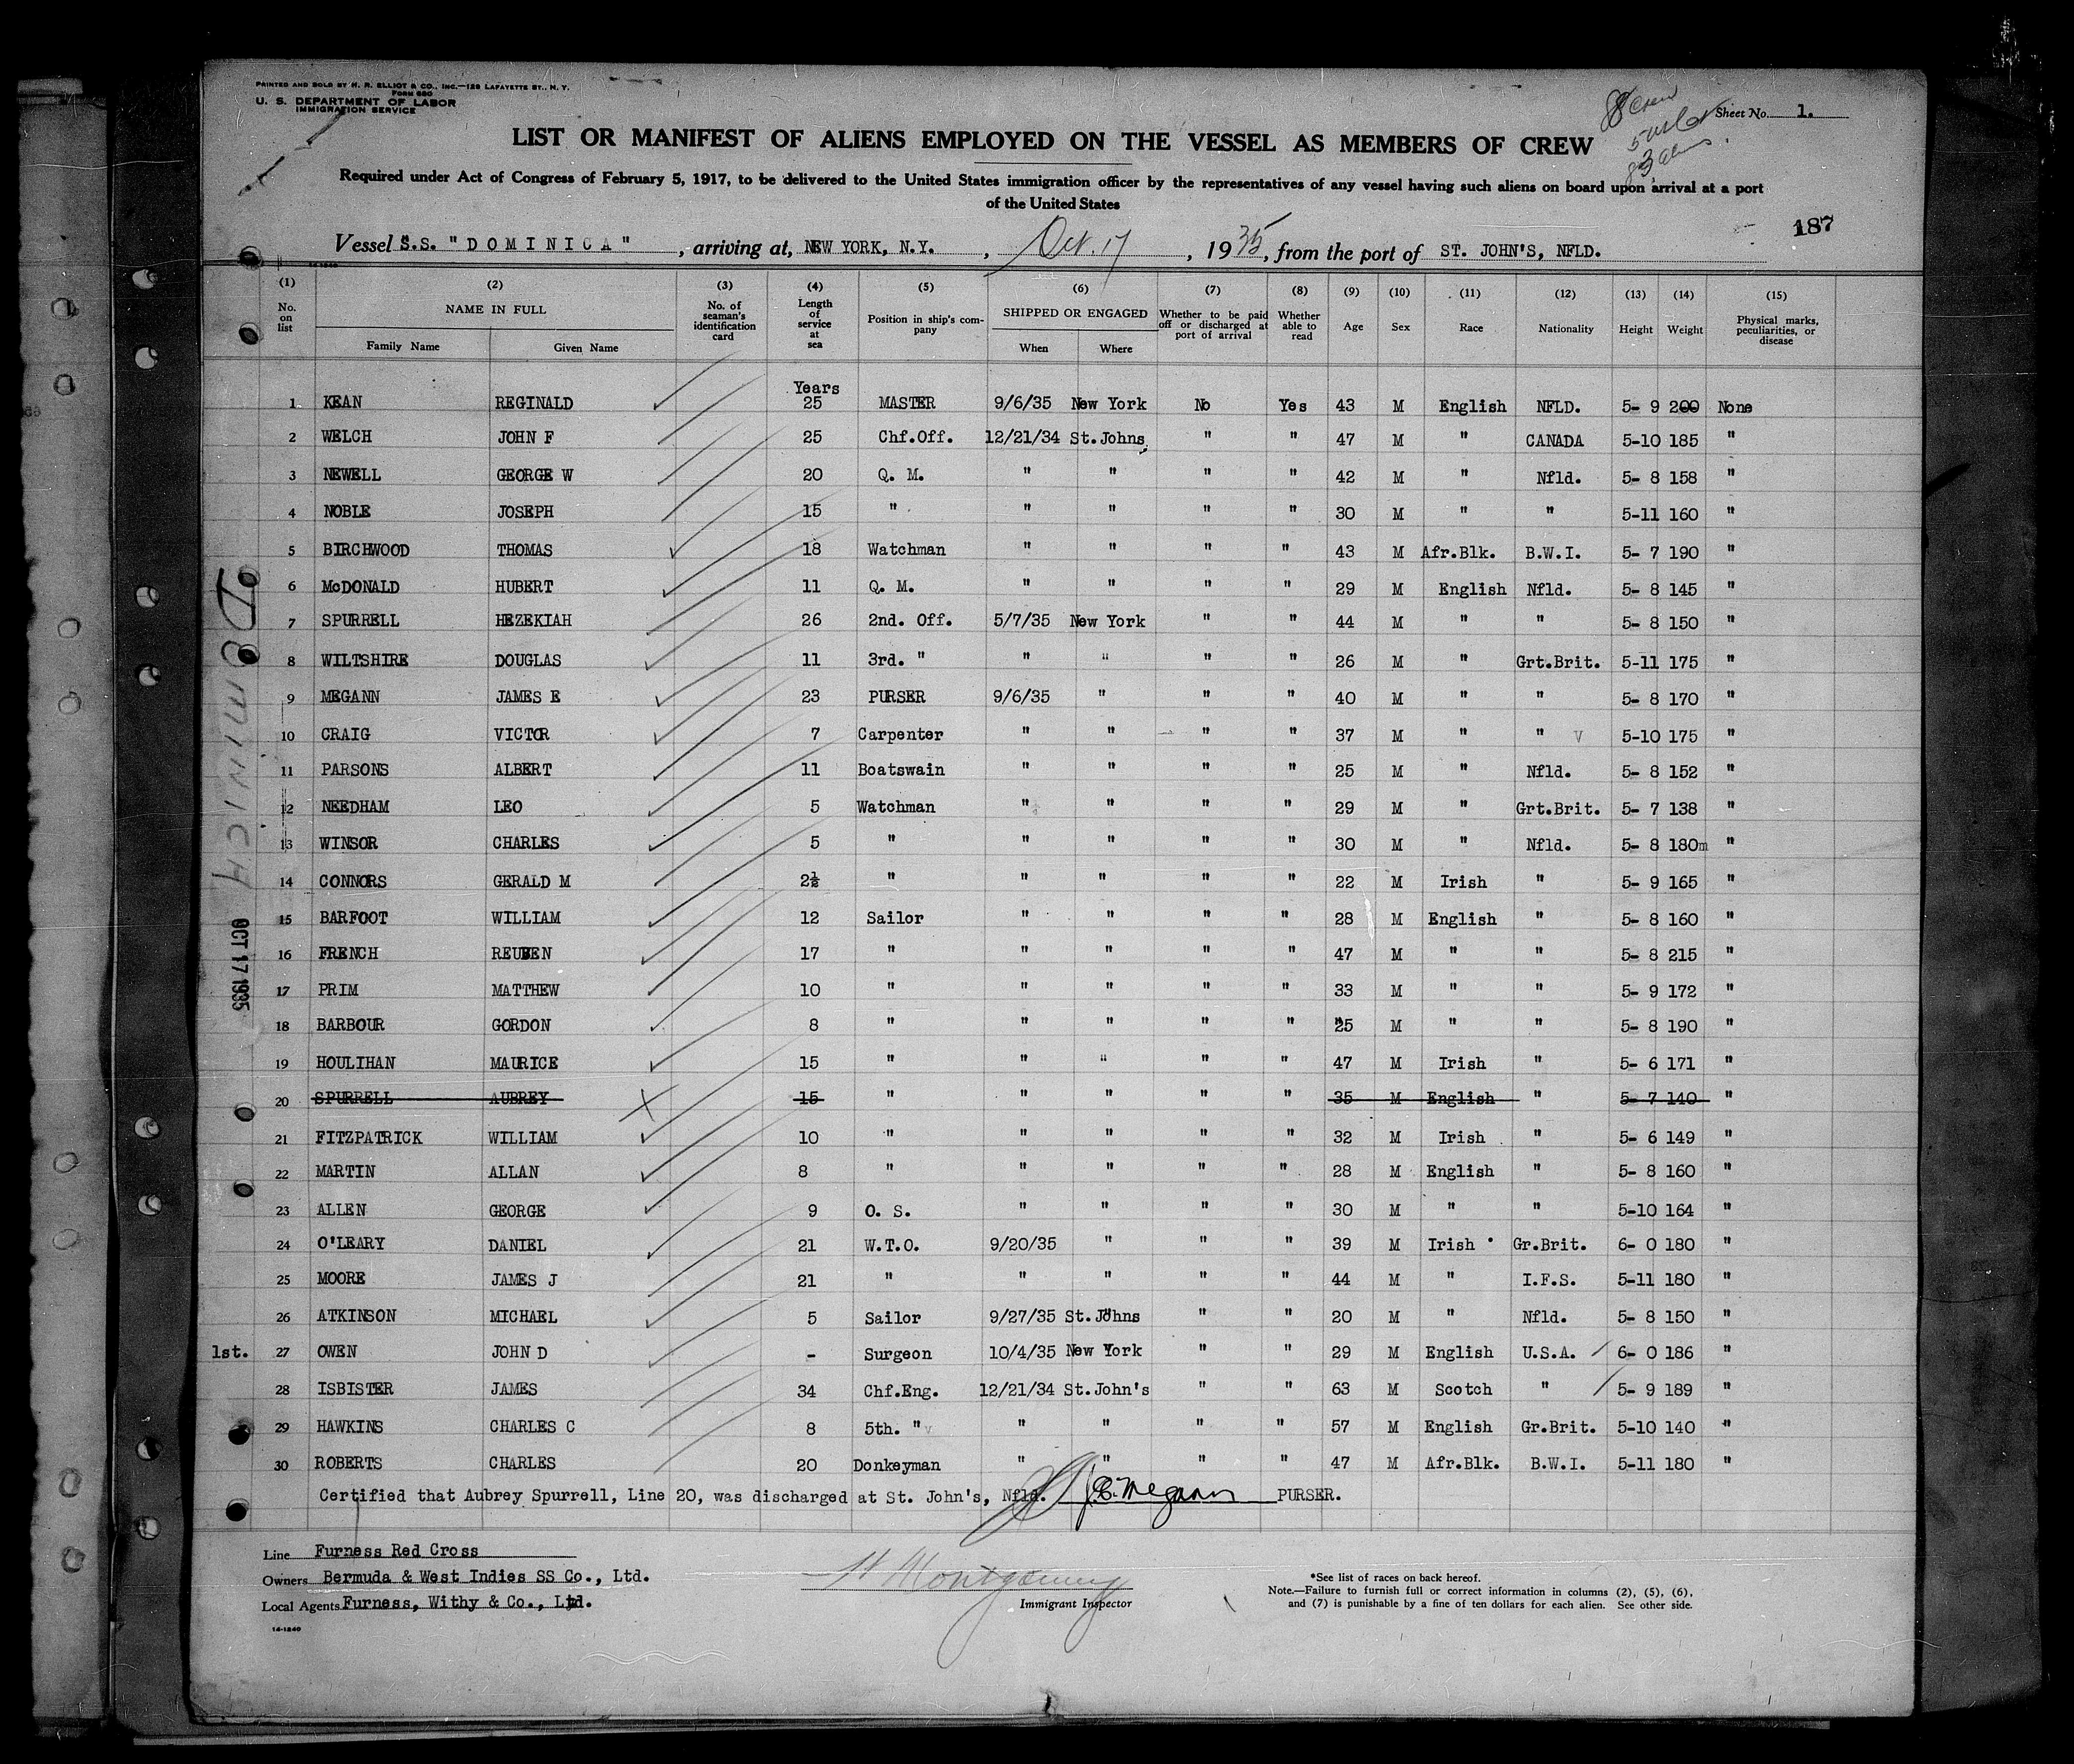 PRINTED AND SOLD BY H. R. ELLIOT & CO., INC.—128 LAFAYETTE ST., N. Y.
FORM 680
U. S. DEPARTMENT OF LABOR
IMMIGRATION SERVICE
88 Crew
Sheet No. 1.
LIST OR MANIFEST OF ALIENS EMPLOYED ON THE VESSEL AS MEMBERS OF CREW
Required under Act of Congress of February 5, 1917, to be delivered to the United States immigration officer by the representatives of any vessel having such aliens on board upon arrival at a port
of the United States
187
Vessel S.S. "DOMINICA", arriving at, NEW YORK, N.Y., Oct. 17, 1935, from the port of ST. JOHN'S, NFLD.
(1) (2) (3) (4) (5) (6) (7) (8) (9) (10) (11) (12) (13) (14) (15)
No. on list NAME IN FULL Family Name Given Name No. of seaman's identification card Length of service at sea Position in ship's company SHIPPED OR ENGAGED When Where Whether to be paid off or discharged at port of arrival Whether able to read Age Sex Race Nationality Height Weight Physical marks, peculiarities, or disease
Years
1 KEAN REGINALD 25 MASTER 9/6/35 New York No Yes 43 M English NFLD. 5- 9 200 None
2 WELCH JOHN F 25 Chf.Off. 12/21/34 St.Johns " " 47 M " CANADA 5-10 185 "
3 NEWELL GEORGE W 20 Q. M. " " " " 42 M " Nfld. 5- 8 158 "
4 NOBLE JOSEPH 15 " " " " " 30 M " " 5-11 160 "
5 BIRCHWOOD THOMAS 18 Watchman " " " " 43 M Afr.Blk. B.W.I. 5- 7 190 "
6 McDONALD HUBERT 11 Q. M. " " " " 29 M English Nfld. 5- 8 145 "
7 SPURRELL HEZEKIAH 26 2nd. Off. 5/7/35 New York " " 44 M " " 5- 8 150 "
8 WILTSHIRE DOUGLAS 11 3rd. " " " " " 26 M " Grt.Brit. 5-11 175 "
9 MEGANN JAMES E 23 PURSER 9/6/35 " " " 40 M " " 5- 8 170 "
10 CRAIG VICTOR 7 Carpenter " " " " 37 M " " 5-10 175 "
11 PARSONS ALBERT 11 Boatswain " " " " 25 M " Nfld. 5- 8 152 "
12 NEEDHAM LEO 5 Watchman " " " " 29 M " Grt.Brit. 5- 7 138 "
13 WINSOR CHARLES 5 " " " " " 30 M " Nfld. 5- 8 180m "
14 CONNORS GERALD M 2½ " " " " " 22 M Irish " 5- 9 165 "
15 BARFOOT WILLIAM 12 Sailor " " " " 28 M English " 5- 8 160 "
16 FRENCH REUBEN 17 " " " " " 47 M " " 5- 8 215 "
17 PRIM MATTHEW 10 " " " " " 33 M " " 5- 9 172 "
18 BARBOUR GORDON 8 " " " " " 25 M " " 5- 8 190 "
19 HOULIHAN MAURICE 15 " " " " " 47 M Irish " 5- 6 171 "
20 SPURRELL AUBREY 15 " " " " " 35 M English " 5- 7 140 "
21 FITZPATRICK WILLIAM 10 " " " " " 32 M Irish " 5- 6 149 "
22 MARTIN ALLAN 8 " " " " " 28 M English " 5- 8 160 "
23 ALLEN GEORGE 9 O. S. " " " " 30 M " " 5-10 164 "
24 O'LEARY DANIEL 21 W.T.O. 9/20/35 " " " 39 M Irish Gr.Brit. 6- 0 180 "
25 MOORE JAMES J 21 " " " " " 44 M " I.F.S. 5-11 180 "
26 ATKINSON MICHAEL 5 Sailor 9/27/35 St.Johns " " 20 M " Nfld. 5- 8 150 "
1st. 27 OWEN JOHN D - Surgeon 10/4/35 New York " " 29 M English U.S.A. 6- 0 186 "
28 ISBISTER JAMES 34 Chf.Eng. 12/21/34 St.John's " " 63 M Scotch " 5- 9 189 "
29 HAWKINS CHARLES C 8 5th. " " " " " 57 M English Gr.Brit. 5-10 140 "
30 ROBERTS CHARLES 20 Donkeyman " " " " 47 M Afr.Blk. B.W.I. 5-11 180 "
Certified that Aubrey Spurrell, Line 20, was discharged at St. John's, Nfld. J.E. Megann PURSER.
Dominica
OCT 17 1935
Line Furness Red Cross
Owners Bermuda & West Indies SS Co., Ltd.
Local Agents Furness, Withy & Co., Ltd.
14-1240
H Montgomery
Immigrant Inspector
*See list of races on back hereof.
Note.—Failure to furnish full or correct information in columns (2), (5), (6),
and (7) is punishable by a fine of ten dollars for each alien. See other side.